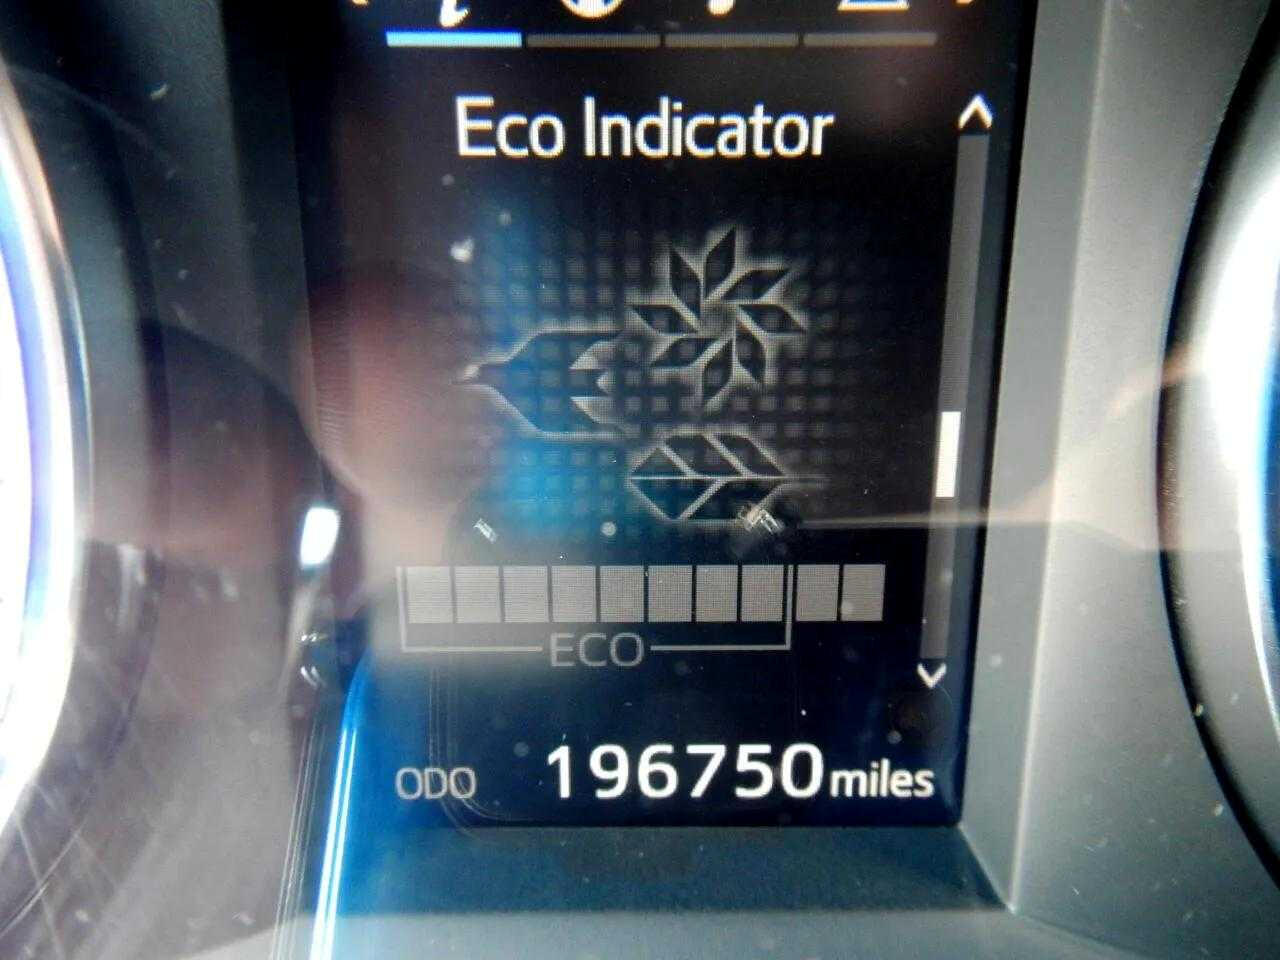 Eco Indicator
ECO
ODO 196750 miles